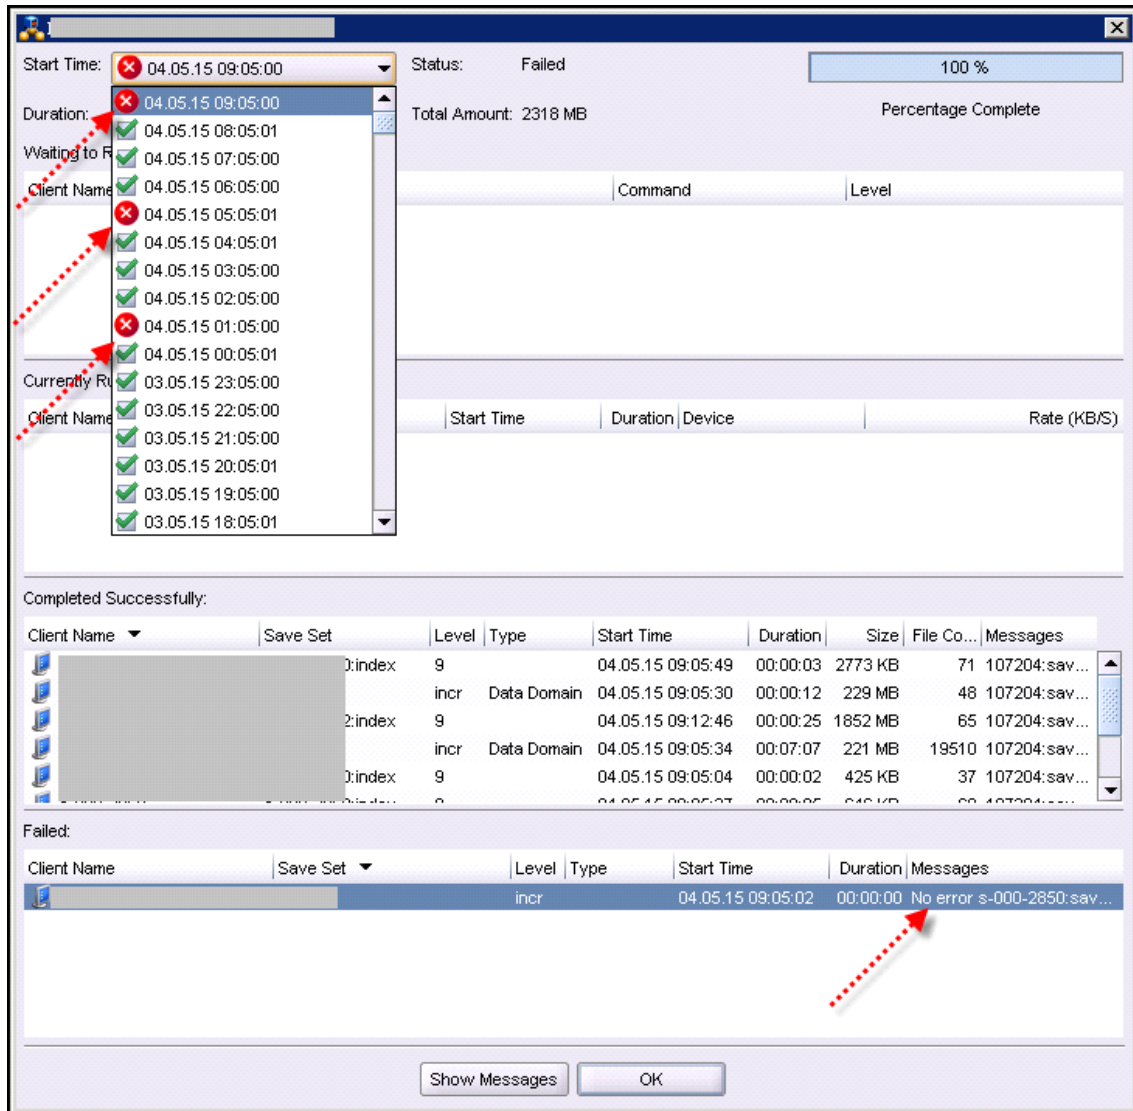 Start Time: 04.05.15 09:05:00 Status: Failed 100 %
04.05.15 09:05:00
Duration: Total Amount: 2318 MB Percentage Complete
04.05.15 08:05:01
Waiting to R
04.05.15 07:05:00
04.05.15 06:05:00
Client Name Command Level
04.05.15 05:05:01
04.05.15 04:05:01
04.05.15 03:05:00
04.05.15 02:05:00
04.05.15 01:05:00
04.05.15 00:05:01
03.05.15 23:05:00
Currently Ru
03.05.15 22:05:00
Client Name Start Time Duration Device Rate (KB/S)
03.05.15 21:05:00
03.05.15 20:05:01
03.05.15 19:05:00
03.05.15 18:05:01
Completed Successfully:
Client Name Save Set Level Type Start Time Duration Size File Co... Messages
0:index 9 04.05.15 09:05:49 00:00:03 2773 KB 71 107204:sav...
incr Data Domain 04.05.15 09:05:30 00:00:12 229 MB 48 107204:sav...
2:index 9 04.05.15 09:12:46 00:00:25 1852 MB 65 107204:sav...
incr Data Domain 04.05.15 09:05:34 00:07:07 221 MB 19510 107204:sav...
0:index 9 04.05.15 09:05:04 00:00:02 425 KB 37 107204:sav...
Failed:
Client Name Save Set Level Type Start Time Duration Messages
incr 04.05.15 09:05:02 00:00:00 No error s-000-2850:sav...
Show Messages OK